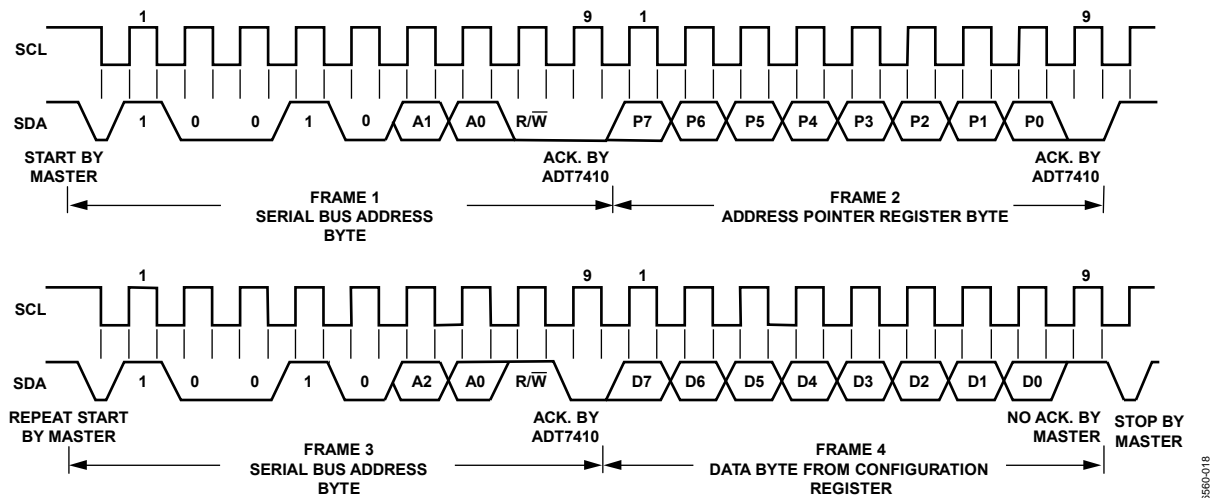 1 9 1 9
SCL
SDA 1 0 0 1 0 A1 A0 R/W̅ P7 P6 P5 P4 P3 P2 P1 P0
START BY
MASTER
ACK. BY
ADT7410
ACK. BY
ADT7410
FRAME 1
SERIAL BUS ADDRESS
BYTE
FRAME 2
ADDRESS POINTER REGISTER BYTE
1 9 1 9
SCL
SDA 1 0 0 1 0 A2 A0 R/W̅ D7 D6 D5 D4 D3 D2 D1 D0
REPEAT START
BY MASTER
ACK. BY
ADT7410
NO ACK. BY
MASTER
STOP BY
MASTER
FRAME 3
SERIAL BUS ADDRESS
BYTE
FRAME 4
DATA BYTE FROM CONFIGURATION
REGISTER